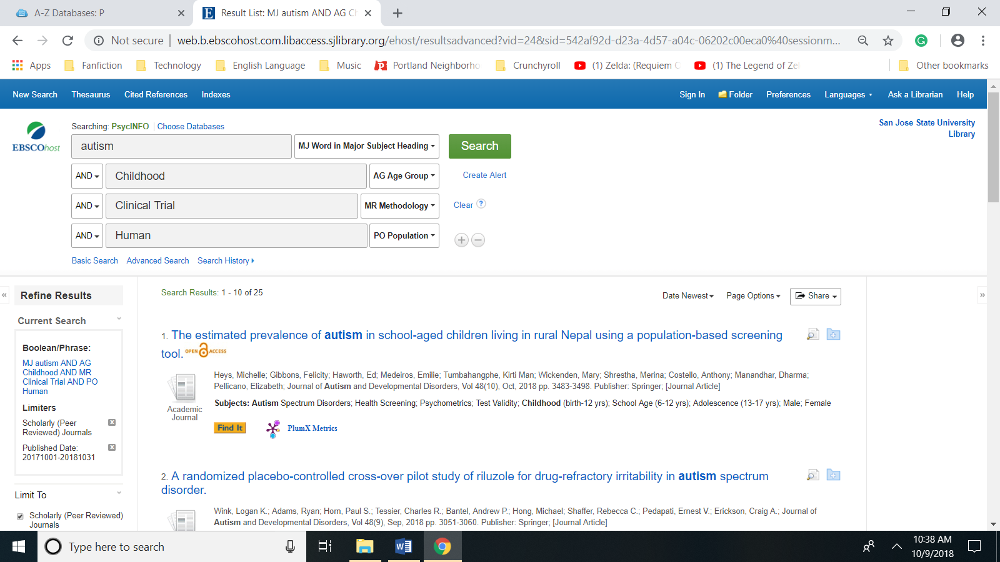 A-Z Databases: P
Result List: MJ autism AND AG C
Not secure | web.b.ebscohost.com.libaccess.sjlibrary.org/ehost/resultsadvanced?vid=24&sid=542af92d-d23a-4d57-a04c-06202c00eca0%40sessionm...
Apps Fanfiction Technology English Language Music Portland Neighborho Crunchyroll (1) Zelda: (Requiem (1) The Legend of Zel Other bookmarks
New Search Thesaurus Cited References Indexes Sign In Folder Preferences Languages Ask a Librarian Help
San Jose State University
Library
EBSCOhost
Searching: PsycINFO | Choose Databases
autism MJ Word in Major Subject Heading Search
AND Childhood AG Age Group Create Alert
AND Clinical Trial MR Methodology Clear ?
AND Human PO Population
Basic Search Advanced Search Search History
Refine Results
Current Search
Boolean/Phrase:
MJ autism AND AG
Childhood AND MR
Clinical Trial AND PO
Human
Limiters
Scholarly (Peer
Reviewed) Journals
Published Date:
20171001-20181031
Limit To
Scholarly (Peer Reviewed)
Journals
Search Results: 1 - 10 of 25
Date Newest Page Options Share
1. The estimated prevalence of autism in school-aged children living in rural Nepal using a population-based screening
tool. OPEN ACCESS
Academic
Journal
Heys, Michelle; Gibbons, Felicity; Haworth, Ed; Medeiros, Emilie; Tumbahangphe, Kirti Man; Wickenden, Mary; Shrestha, Merina; Costello, Anthony; Manandhar, Dharma;
Pellicano, Elizabeth; Journal of Autism and Developmental Disorders, Vol 48(10), Oct, 2018 pp. 3483-3498. Publisher: Springer; [Journal Article]
Subjects: Autism Spectrum Disorders; Health Screening; Psychometrics; Test Validity; Childhood (birth-12 yrs); School Age (6-12 yrs); Adolescence (13-17 yrs); Male; Female
Find It PlumX Metrics
2. A randomized placebo-controlled cross-over pilot study of riluzole for drug-refractory irritability in autism spectrum
disorder.
Wink, Logan K.; Adams, Ryan; Horn, Paul S.; Tessier, Charles R.; Bantel, Andrew P.; Hong, Michael; Shaffer, Rebecca C.; Pedapati, Ernest V.; Erickson, Craig A.; Journal of
Autism and Developmental Disorders, Vol 48(9), Sep, 2018 pp. 3051-3060. Publisher: Springer; [Journal Article]
Type here to search
10:38 AM
10/9/2018